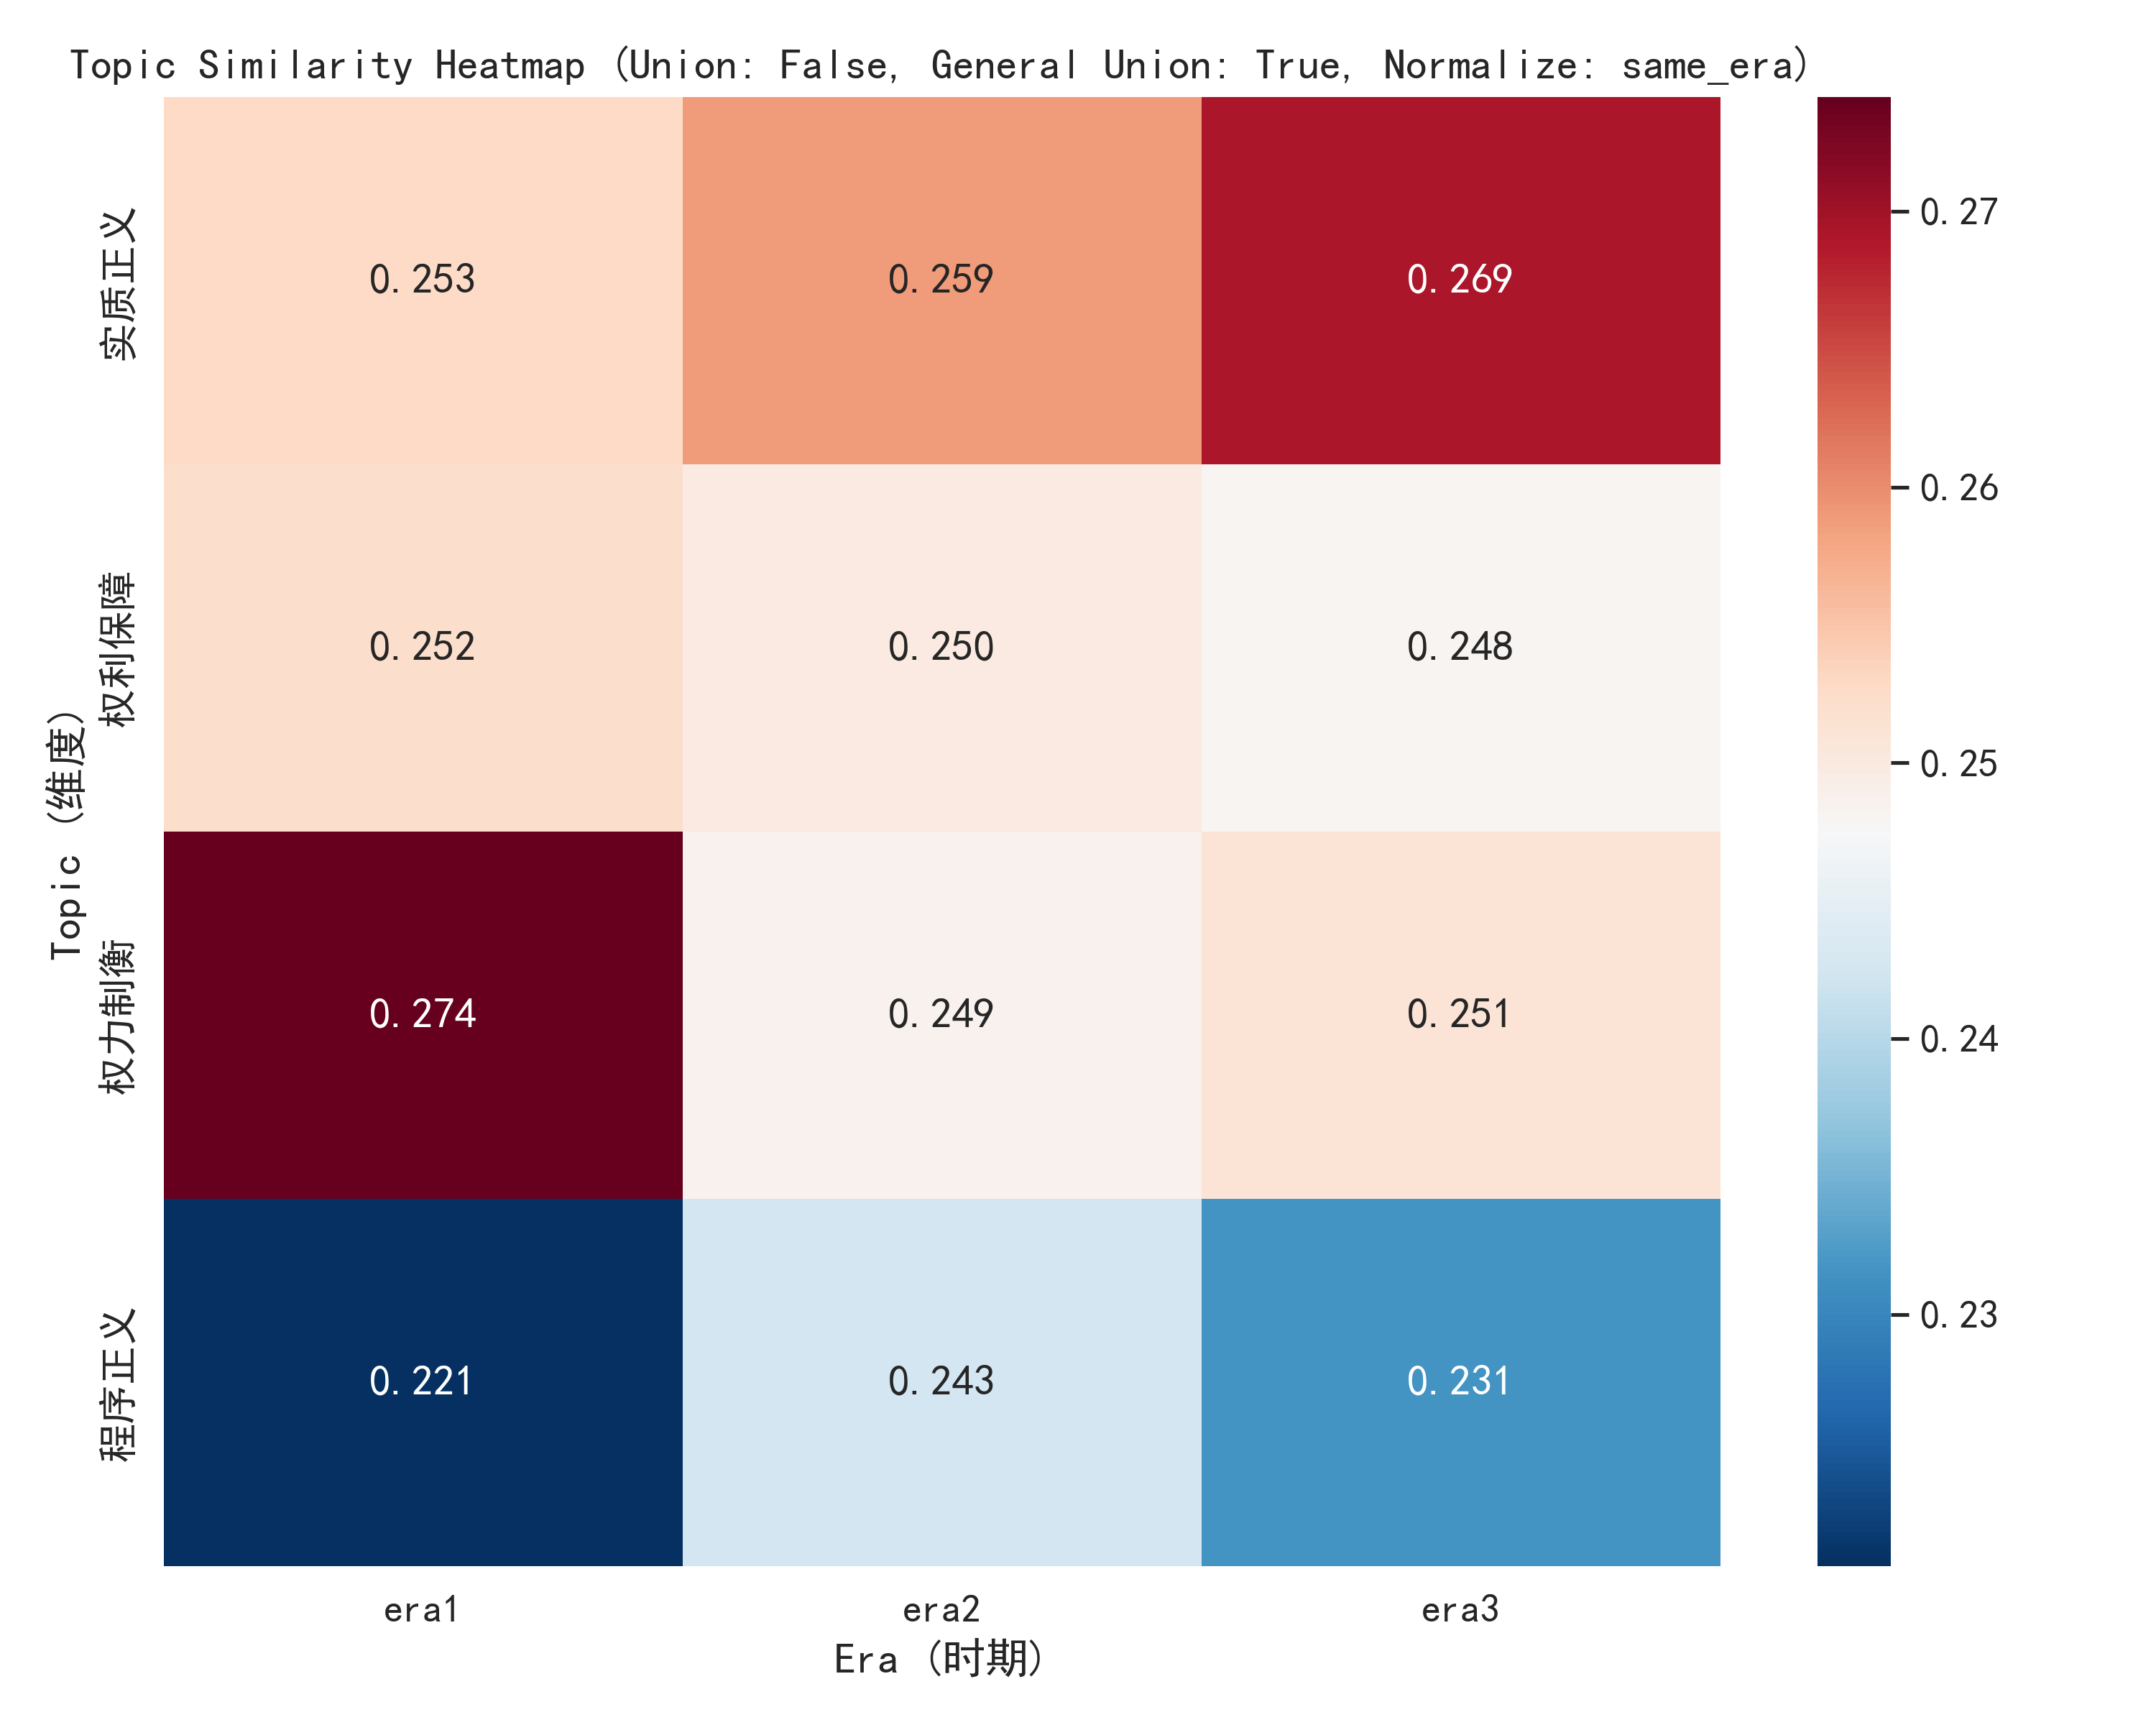 Topic Similarity Heatmap (Union: False, General Union: True, Normalize: same_era)
Topic (维度)
实质正义
0.253
0.259
0.269
权利保障
0.252
0.250
0.248
权力制衡
0.274
0.249
0.251
程序正义
0.221
0.243
0.231
era1
era2
era3
Era (时期)
0.27
0.26
0.25
0.24
0.23